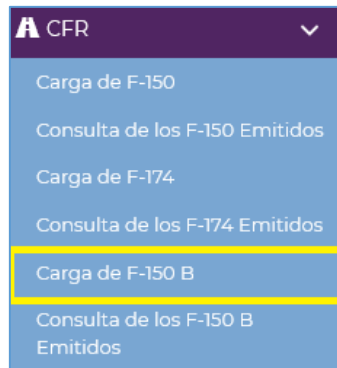 CFR
Carga de F-150
Consulta de los F-150 Emitidos
Carga de F-174
Consulta de los F-174 Emitidos
Carga de F-150 B
Consulta de los F-150 B
Emitidos